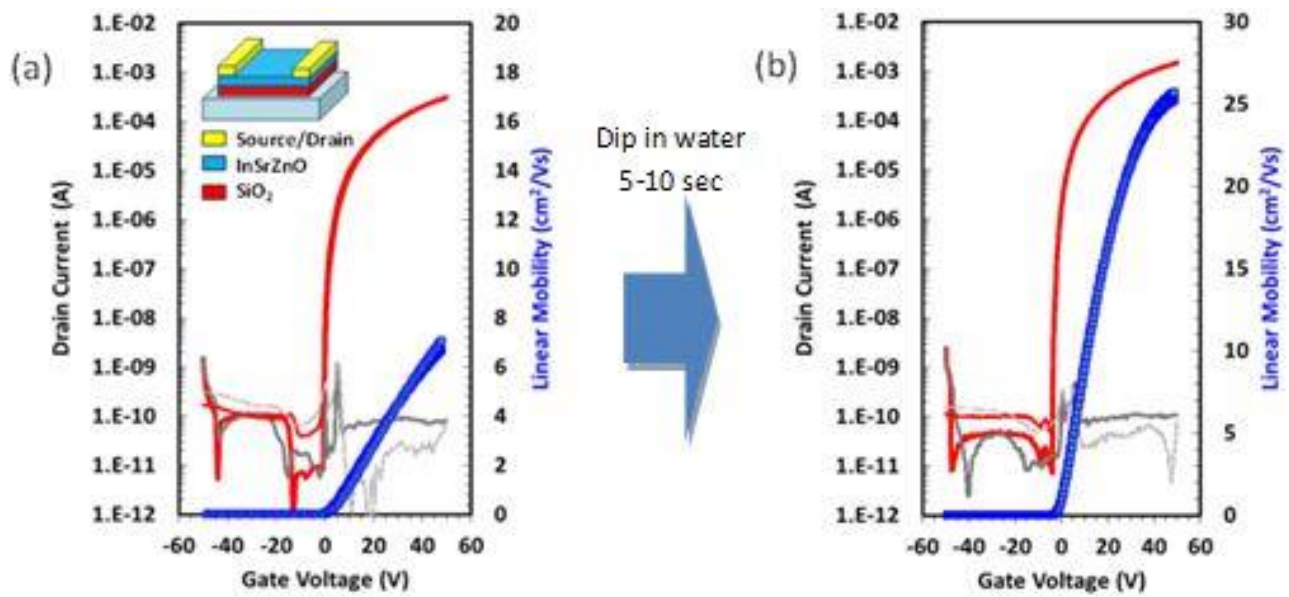 (a)
Drain Current (A)
1.E-02
1.E-03
1.E-04
1.E-05
1.E-06
1.E-07
1.E-08
1.E-09
1.E-10
1.E-11
1.E-12
Source/Drain
InSrZnO
SiO2
20
18
16
14
12
10
8
6
4
2
0
Linear Mobility (cm²/Vs)
-60 -40 -20 0 20 40 60
Gate Voltage (V)
Dip in water
5-10 sec
(b)
Drain Current (A)
1.E-02
1.E-03
1.E-04
1.E-05
1.E-06
1.E-07
1.E-08
1.E-09
1.E-10
1.E-11
1.E-12
30
25
20
15
10
5
0
Linear Mobility (cm²/Vs)
-60 -40 -20 0 20 40 60
Gate Voltage (V)